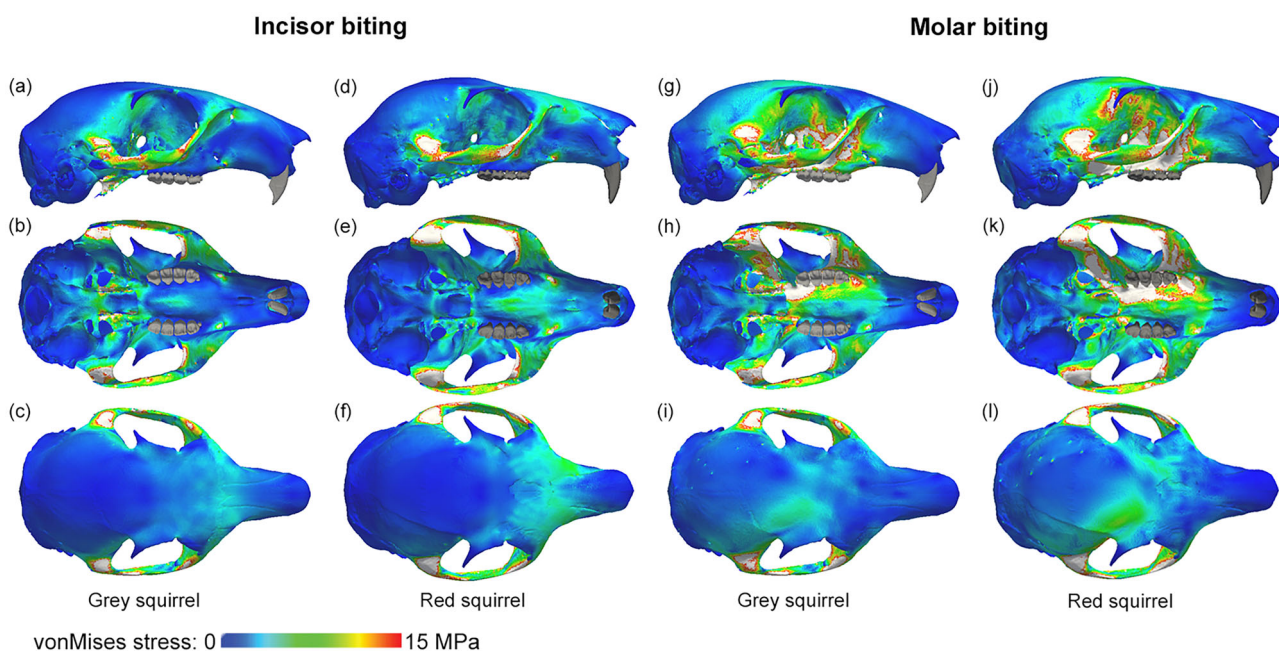 Incisor biting Molar biting
(a) (d) (g) (j)
(b) (e) (h) (k)
(c) (f) (i) (l)
Grey squirrel Red squirrel Grey squirrel Red squirrel
vonMises stress: 0 15 MPa